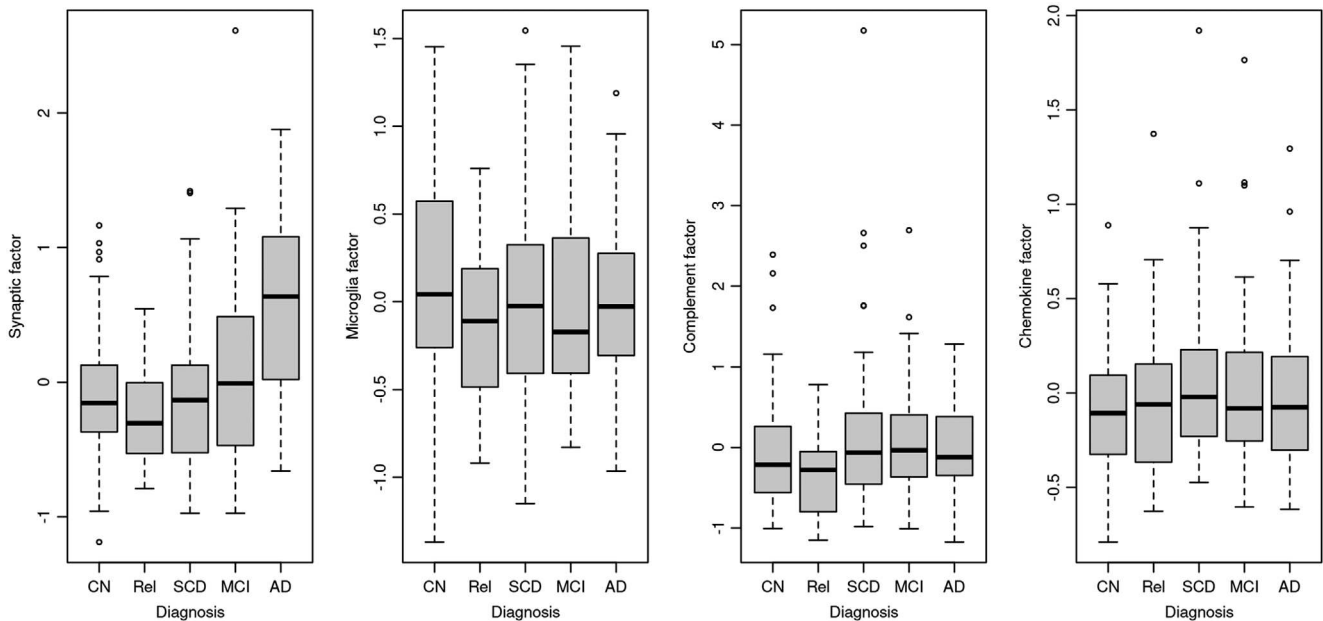 Synaptic factor
2
1
0
-1
CN Rel SCD MCI AD
Diagnosis
Microglia factor
1.5
1.0
0.5
0.0
-0.5
-1.0
CN Rel SCD MCI AD
Diagnosis
Complement factor
5
4
3
2
1
0
-1
CN Rel SCD MCI AD
Diagnosis
Chemokine factor
2.0
1.5
1.0
0.5
0.0
-0.5
CN Rel SCD MCI AD
Diagnosis